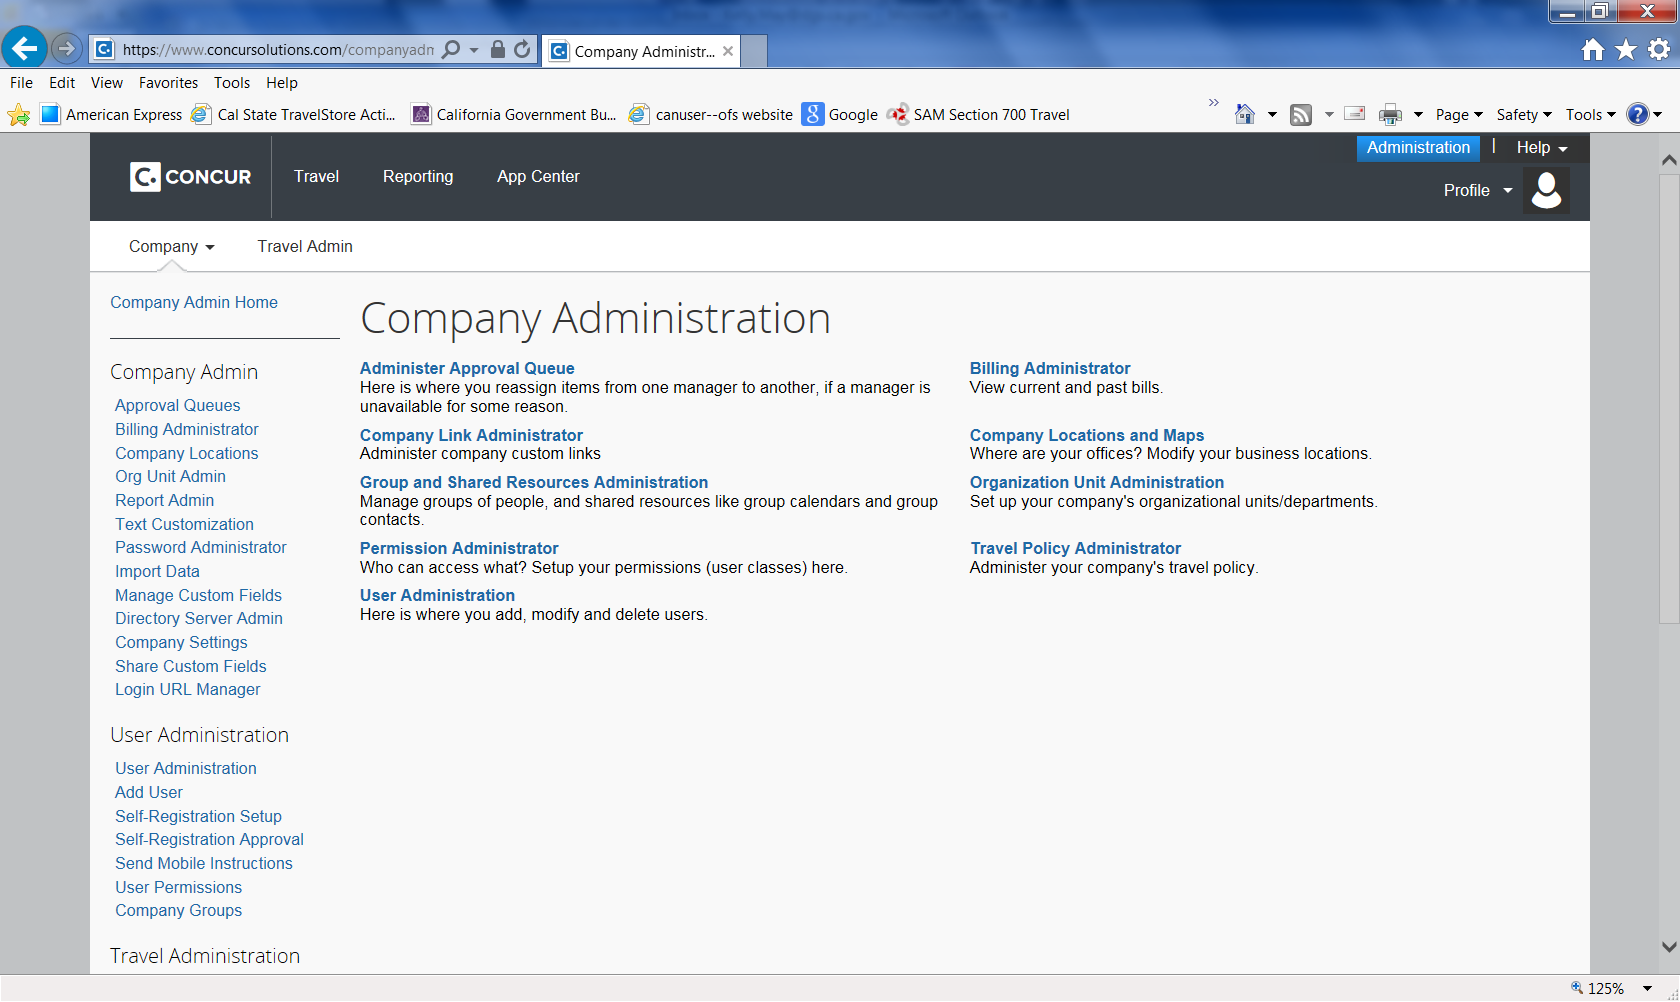 https://www.concursolutions.com/companyadn
Company Administr...
File Edit View Favorites Tools Help
American Express Cal State TravelStore Acti... California Government Bu... canuser--ofs website Google SAM Section 700 Travel
Page Safety Tools
CONCUR
Travel Reporting App Center
Administration | Help
Profile
Company Travel Admin
Company Admin Home
Company Admin
Approval Queues
Billing Administrator
Company Locations
Org Unit Admin
Report Admin
Text Customization
Password Administrator
Import Data
Manage Custom Fields
Directory Server Admin
Company Settings
Share Custom Fields
Login URL Manager
User Administration
User Administration
Add User
Self-Registration Setup
Self-Registration Approval
Send Mobile Instructions
User Permissions
Company Groups
Travel Administration
Company Administration
Administer Approval Queue
Here is where you reassign items from one manager to another, if a manager is
unavailable for some reason.
Billing Administrator
View current and past bills.
Company Link Administrator
Administer company custom links
Company Locations and Maps
Where are your offices? Modify your business locations.
Group and Shared Resources Administration
Manage groups of people, and shared resources like group calendars and group
contacts.
Organization Unit Administration
Set up your company's organizational units/departments.
Permission Administrator
Who can access what? Setup your permissions (user classes) here.
Travel Policy Administrator
Administer your company's travel policy.
User Administration
Here is where you add, modify and delete users.
125%